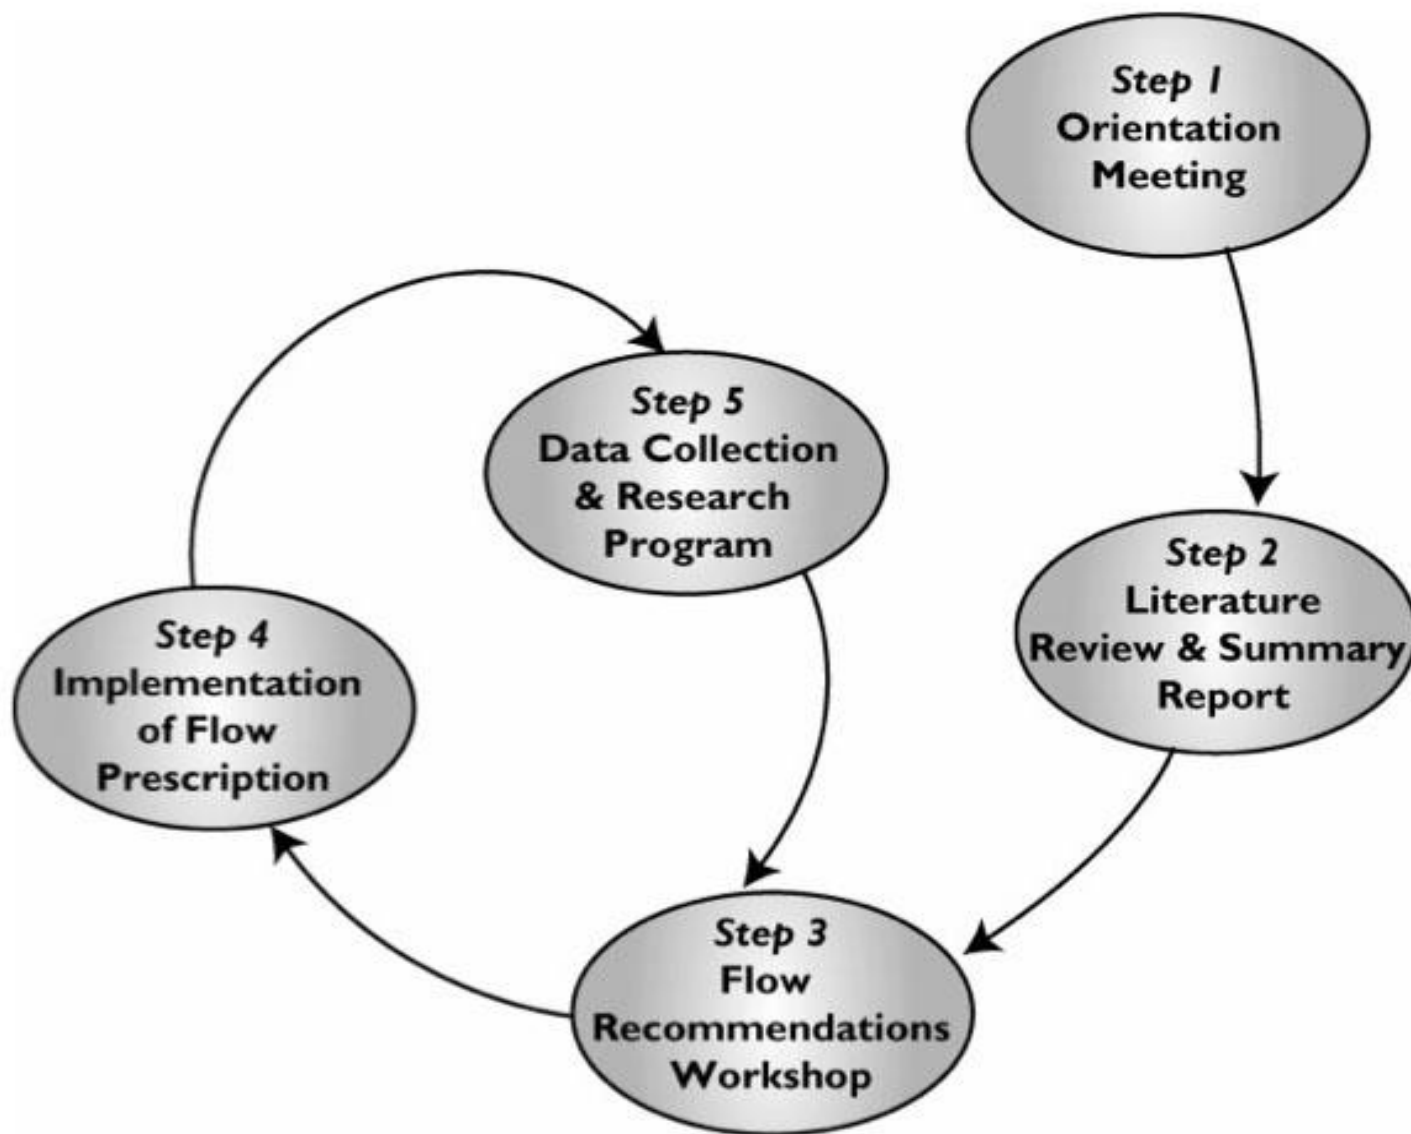 Step 1
Orientation
Meeting
Step 2
Literature
Review & Summary
Report
Step 3
Flow
Recommendations
Workshop
Step 4
Implementation
of Flow
Prescription
Step 5
Data Collection
& Research
Program